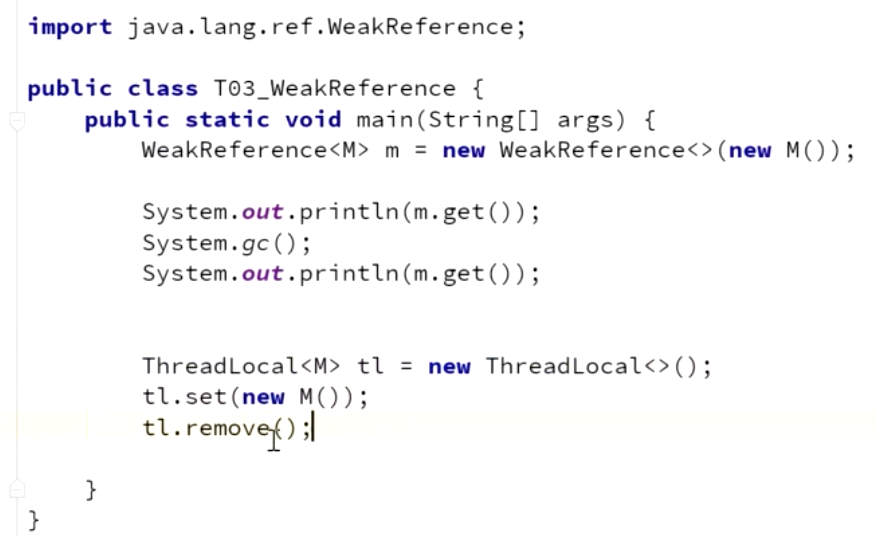 import java.lang.ref.WeakReference;
public class T03_WeakReference {
public static void main(String[] args) {
WeakReference<M> m = new WeakReference<>(new M());
System.out.println(m.get());
System.gc();
System.out.println(m.get());
ThreadLocal<M> tl = new ThreadLocal<>();
tl.set(new M());
tl.remove();
}
}